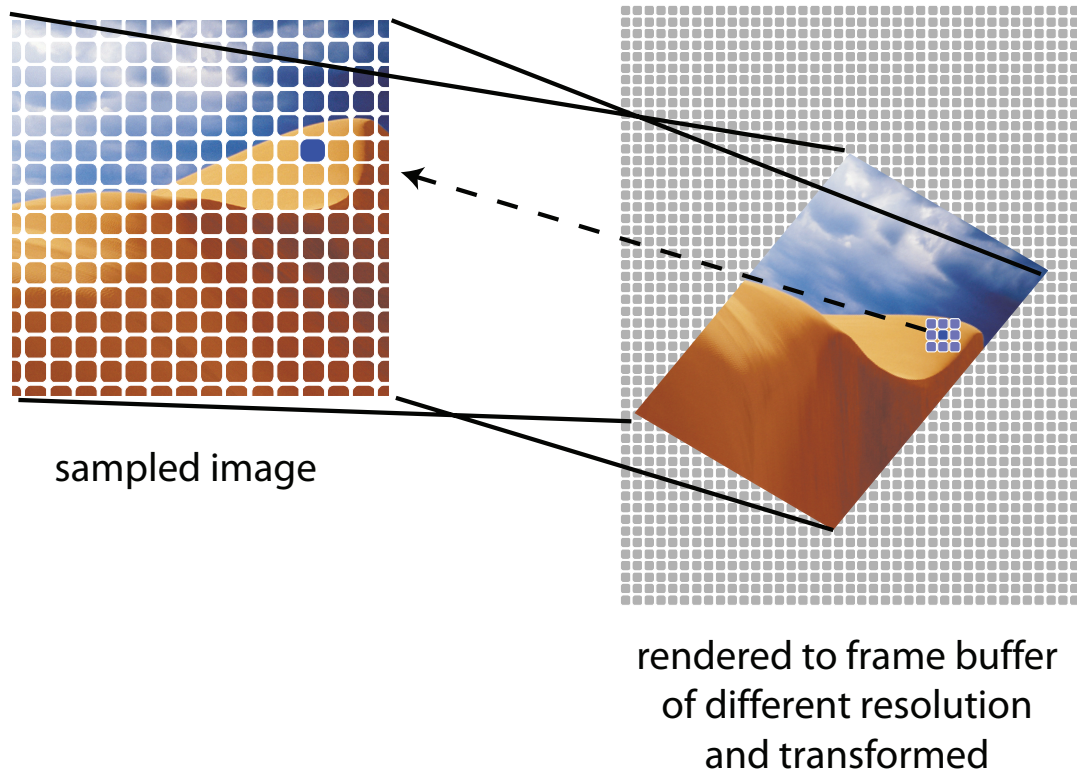 sampled image
rendered to frame buffer
of different resolution
and transformed